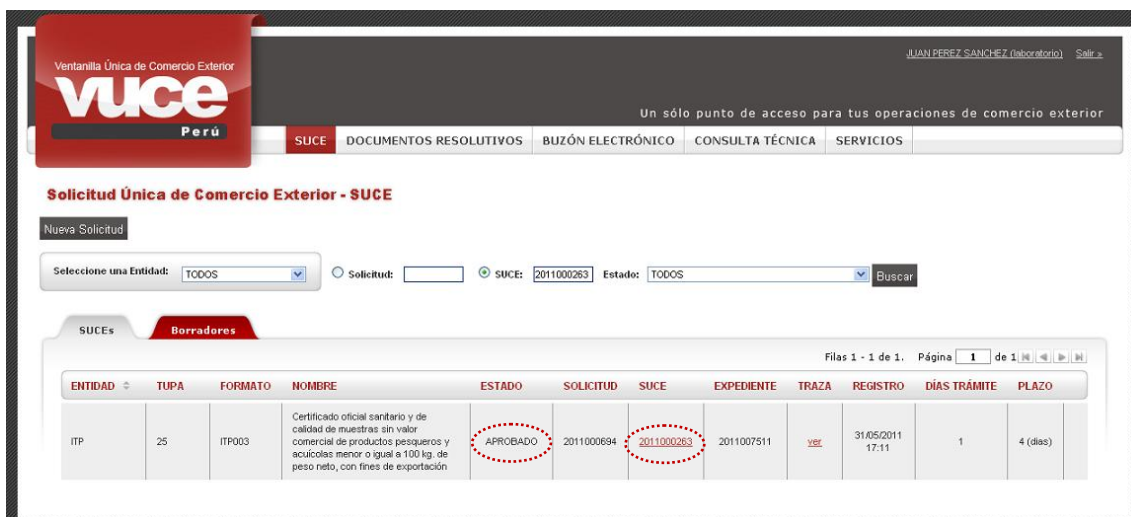 JUAN PEREZ SANCHEZ (laboratorio) Salir »
Ventanilla Única de Comercio Exterior
vuce
Perú
Un sólo punto de acceso para tus operaciones de comercio exterior
SUCE DOCUMENTOS RESOLUTIVOS BUZÓN ELECTRÓNICO CONSULTA TÉCNICA SERVICIOS
Solicitud Única de Comercio Exterior - SUCE
Nueva Solicitud
Seleccione una Entidad: TODOS Solicitud: SUCE: 2011000263 Estado: TODOS Buscar
SUCEs Borradores
Filas 1 - 1 de 1. Página 1 de 1
ENTIDAD TUPA FORMATO NOMBRE ESTADO SOLICITUD SUCE EXPEDIENTE TRAZA REGISTRO DÍAS TRÁMITE PLAZO
ITP 25 ITP003 Certificado oficial sanitario y de
calidad de muestras sin valor
comercial de productos pesqueros y
acuícolas menor o igual a 100 kg. de
peso neto, con fines de exportación
APROBADO 2011000694 2011000263 2011007511 ver 31/05/2011
17:11
1 4 (dias)